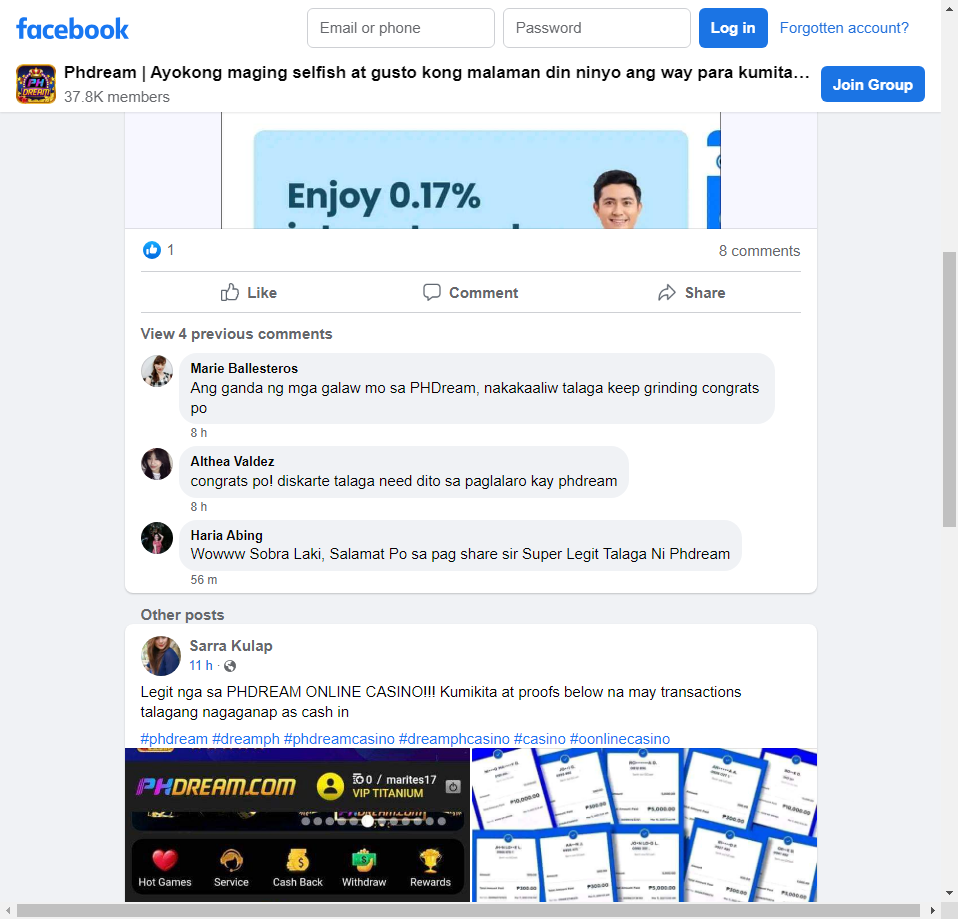 facebook
Email or phone
Password
Log in
Forgotten account?
Phdream | Ayokong maging selfish at gusto kong malaman din ninyo ang way para kumita…
37.8K members
Join Group
Enjoy 0.17%
1
8 comments
Like
Comment
Share
View 4 previous comments
Marie Ballesteros
Ang ganda ng mga galaw mo sa PHDream, nakakaaliw talaga keep grinding congrats
po
8 h
Althea Valdez
congrats po! diskarte talaga need dito sa paglalaro kay phdream
8 h
Haria Abing
Wowww Sobra Laki, Salamat Po sa pag share sir Super Legit Talaga Ni Phdream
56 m
Other posts
Sarra Kulap
11 h ·
Legit nga sa PHDREAM ONLINE CASINO!!! Kumikita at proofs below na may transactions
talagang nagaganap as cash in
#phdream #dreamph #phdreamcasino #dreamphcasino #casino #oonlinecasino
PHDREAM.COM
0 / marites17
VIP TITANIUM
Hot Games
Service
Cash Back
Withdraw
Rewards
₱10,000.00
₱300.00
₱5,000.00
₱300.00
₱10,000.00
₱300.00
₱300.00
₱5,000.00
₱300.00
₱5,000.00